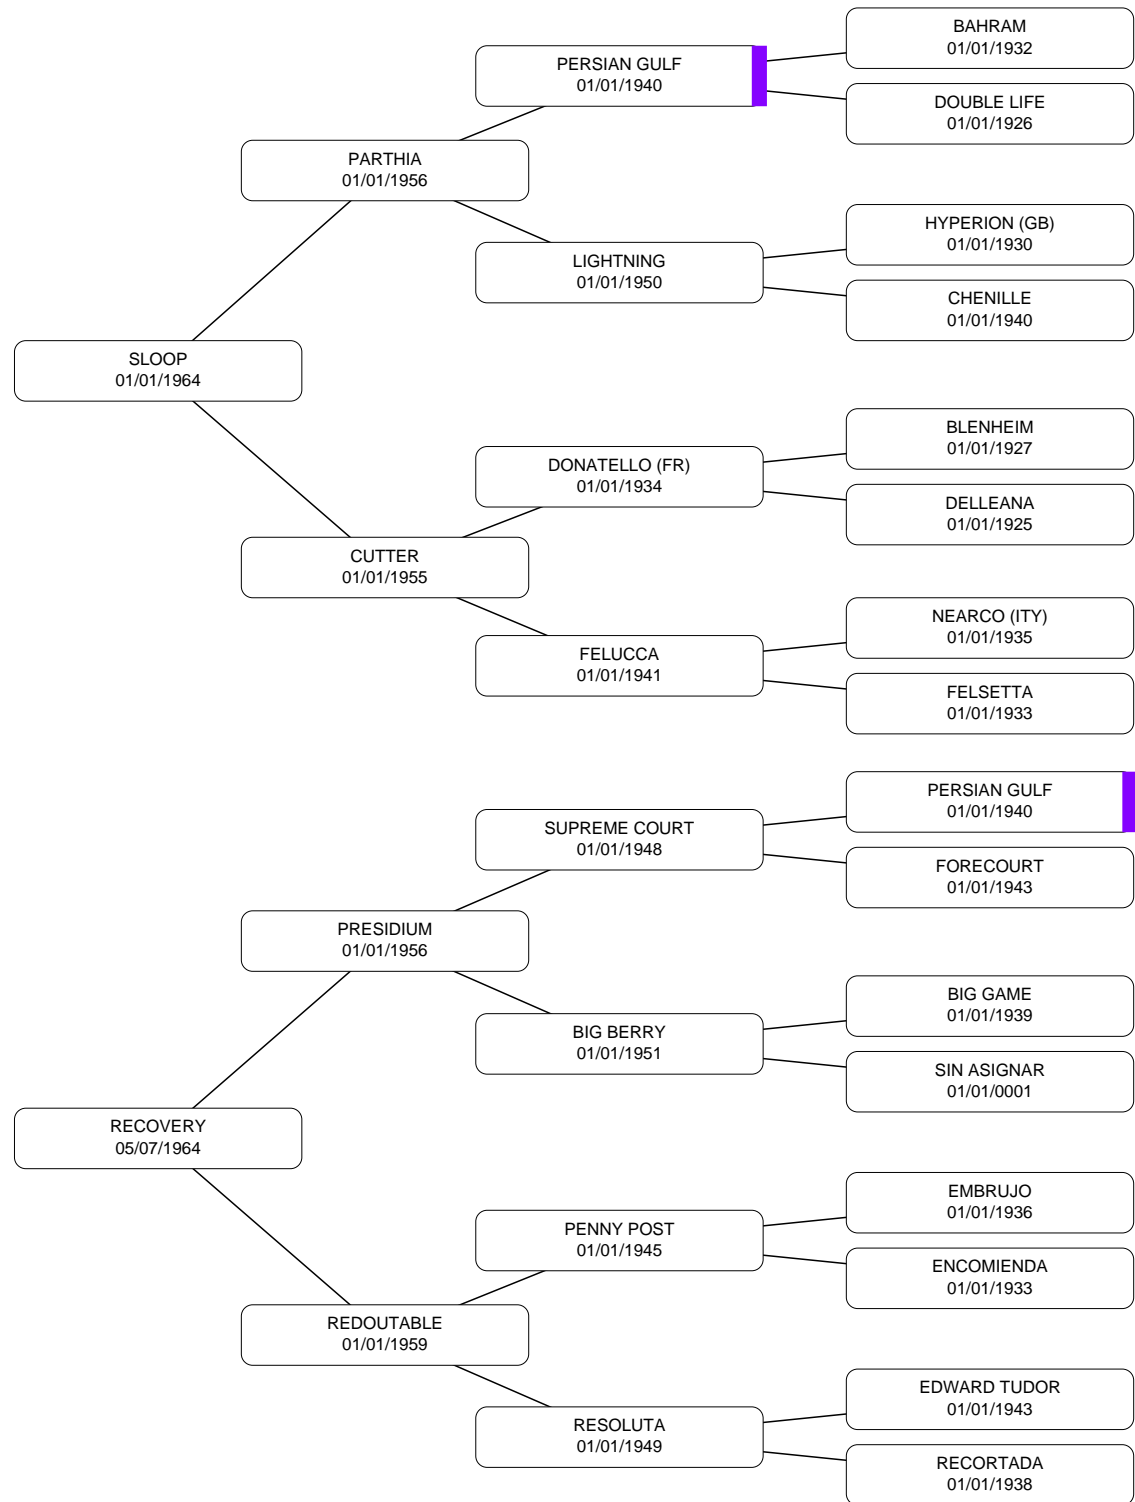 BAHRAM
01/01/1932
PERSIAN GULF
01/01/1940
DOUBLE LIFE
01/01/1926
PARTHIA
01/01/1956
HYPERION (GB)
01/01/1930
LIGHTNING
01/01/1950
CHENILLE
01/01/1940
SLOOP
01/01/1964
BLENHEIM
01/01/1927
DONATELLO (FR)
01/01/1934
DELLEANA
01/01/1925
CUTTER
01/01/1955
NEARCO (ITY)
01/01/1935
FELUCCA
01/01/1941
FELSETTA
01/01/1933
PERSIAN GULF
01/01/1940
SUPREME COURT
01/01/1948
FORECOURT
01/01/1943
PRESIDIUM
01/01/1956
BIG GAME
01/01/1939
BIG BERRY
01/01/1951
SIN ASIGNAR
01/01/0001
RECOVERY
05/07/1964
EMBRUJO
01/01/1936
PENNY POST
01/01/1945
ENCOMIENDA
01/01/1933
REDOUTABLE
01/01/1959
EDWARD TUDOR
01/01/1943
RESOLUTA
01/01/1949
RECORTADA
01/01/1938